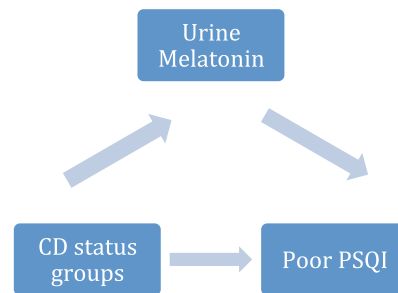 Urine
Melatonin
CD status
groups
Poor PSQI